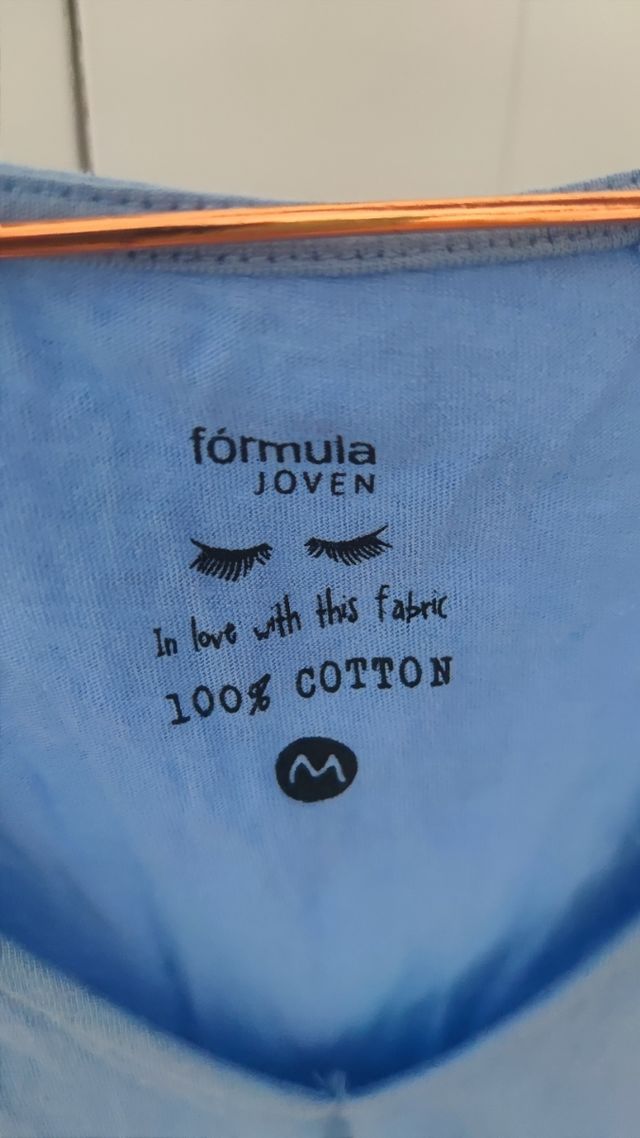 fórmula
JOVEN
In love with this fabric
100% COTTON
M